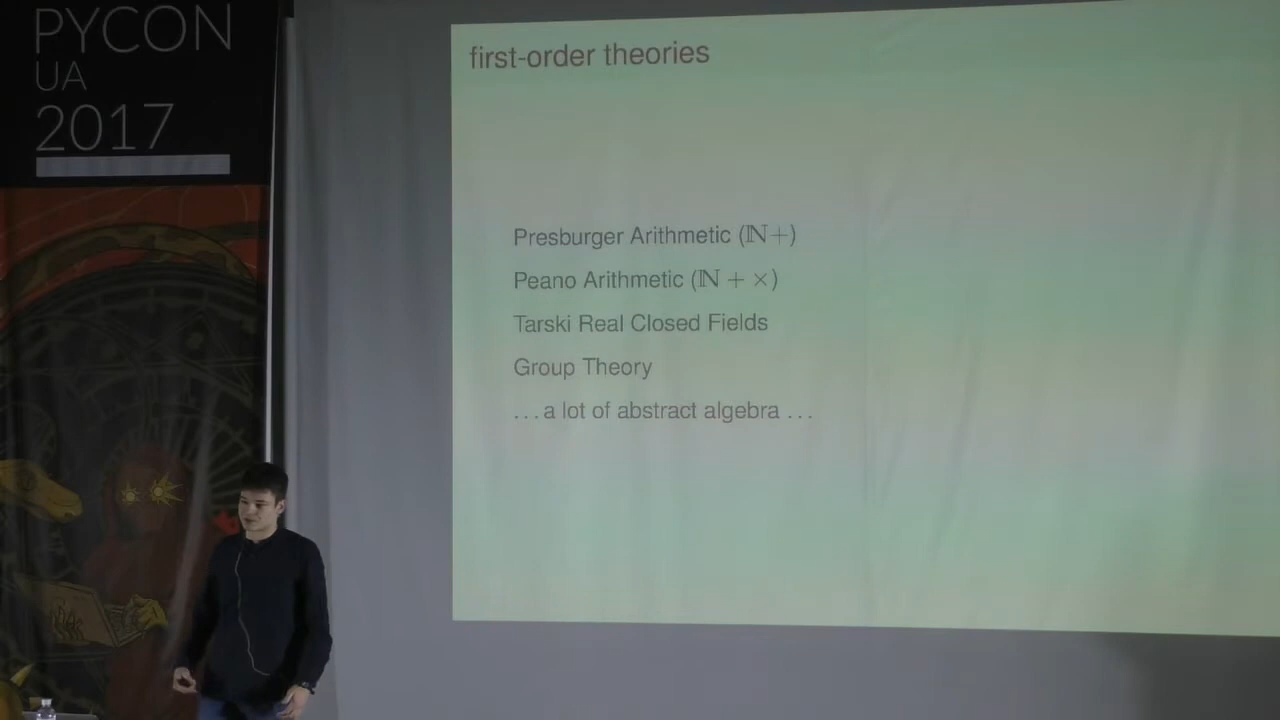 PYCON
UA
2017
first-order theories
Presburger Arithmetic (ℕ+)
Peano Arithmetic (ℕ + ×)
Tarski Real Closed Fields
Group Theory
...a lot of abstract algebra ...